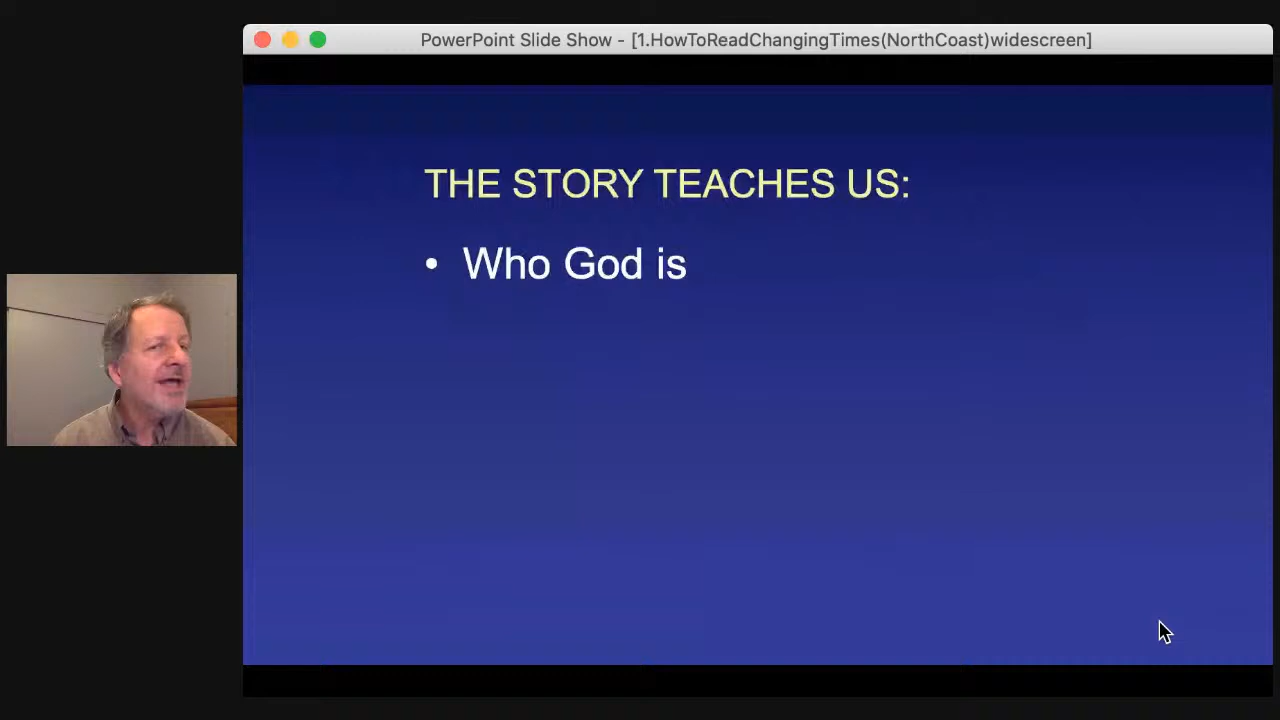 PowerPoint Slide Show - [1.HowToReadChangingTimes(NorthCoast)widescreen]
THE STORY TEACHES US:
• Who God is